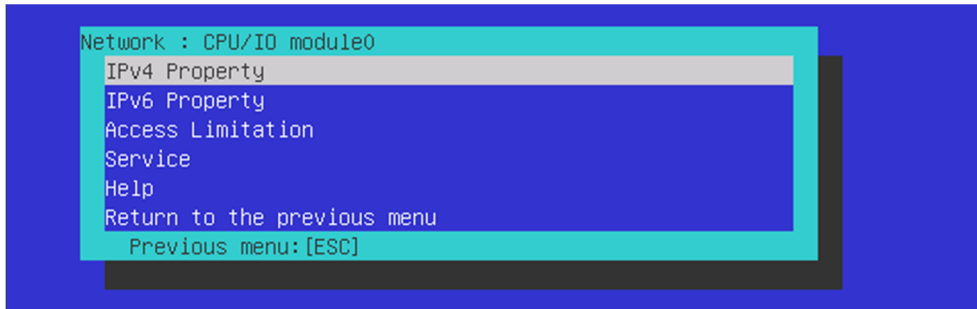 Network : CPU/IO module0
IPv4 Property
IPv6 Property
Access Limitation
Service
Help
Return to the previous menu
Previous menu:[ESC]